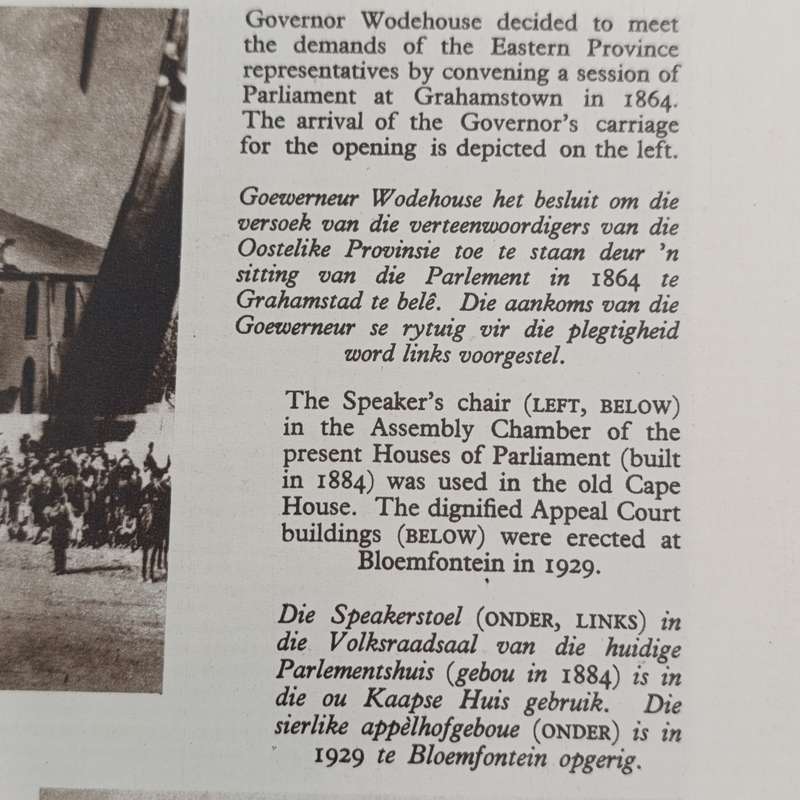 Governor Wodehouse decided to meet
the demands of the Eastern Province
representatives by convening a session of
Parliament at Grahamstown in 1864.
The arrival of the Governor's carriage
for the opening is depicted on the left.
Goewerneur Wodehouse het besluit om die
versoek van die verteenwoordigers van die
Oostelike Provinsie toe te staan deur 'n
sitting van die Parlement in 1864 te
Grahamstad te belê. Die aankoms van die
Goewerneur se rytuig vir die plegtigheid
word links voorgestel.
The Speaker's chair (LEFT, BELOW)
in the Assembly Chamber of the
present Houses of Parliament (built
in 1884) was used in the old Cape
House. The dignified Appeal Court
buildings (BELOW) were erected at
Bloemfontein in 1929.
Die Speakerstoel (ONDER, LINKS) in
die Volksraadsaal van die huidige
Parlementshuis (gebou in 1884) is in
die ou Kaapse Huis gebruik. Die
sierlike appèlhofgeboue (ONDER) is in
1929 te Bloemfontein opgerig.